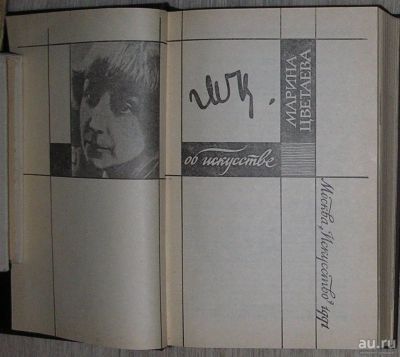 МЦ.
МАРИНА
ЦВЕТАЕВА
об искусстве
Москва „Искусство“ 1991
au.ru